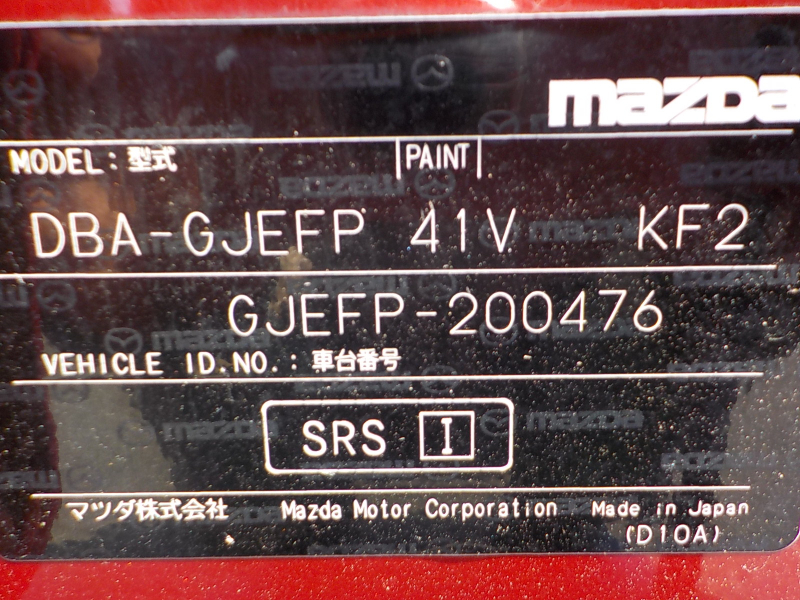 mazda
MODEL : 型式 PAINT
DBA-GJEFP 41V KF2
GJEFP-200476
VEHICLE ID.NO. : 車台番号
SRS I
マツダ株式会社 Mazda Motor Corporation Made in Japan
(D10A)